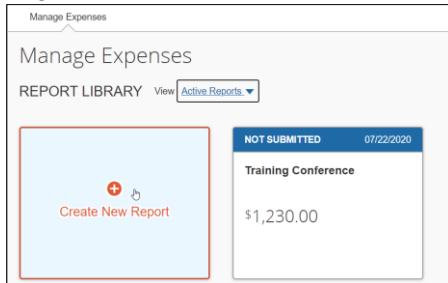 Manage Expenses
Manage Expenses
REPORT LIBRARY View Active Reports
NOT SUBMITTED 07/22/2020
Training Conference
Create New Report
$1,230.00